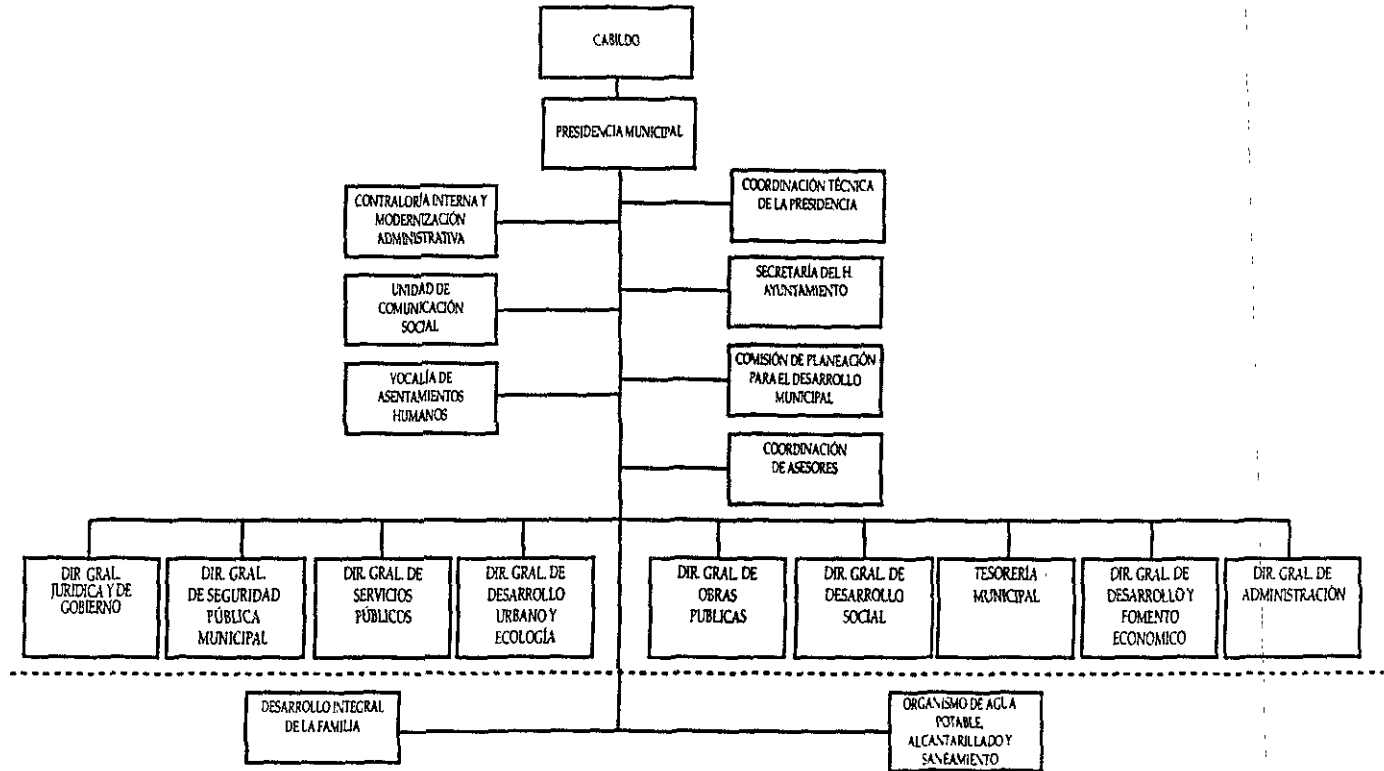 CABILDO
PRESIDENCIA MUNICIPAL
CONTRALORÍA INTERNA Y
MODERNIZACIÓN
ADMINISTRATIVA
COORDINACIÓN TÉCNICA
DE LA PRESIDENCIA
UNIDAD DE
COMUNICACIÓN
SOCIAL
SECRETARÍA DEL H.
AYUNTAMIENTO
VOCALÍA DE
ASENTAMIENTOS
HUMANOS
COMISIÓN DE PLANEACIÓN
PARA EL DESARROLLO
MUNICIPAL
COORDINACIÓN
DE ASESORES
DIR. GRAL.
JURIDICA Y DE
GOBIERNO
DIR. GRAL.
DE SEGURIDAD
PÚBLICA
MUNICIPAL
DIR. GRAL. DE
SERVICIOS
PÚBLICOS
DIR. GRAL. DE
DESARROLLO
URBANO Y
ECOLOGÍA
DIR. GRAL. DE
OBRAS
PUBLICAS
DIR. GRAL. DE
DESARROLLO
SOCIAL
TESORERÍA
MUNICIPAL
DIR. GRAL. DE
DESARROLLO Y
FOMENTO
ECONOMICO
DIR. GRAL. DE
ADMINISTRACIÓN
DESARROLLO INTEGRAL
DE LA FAMILIA
ORGANISMO DE AGUA
POTABLE,
ALCANTARILLADO Y
SANEAMIENTO